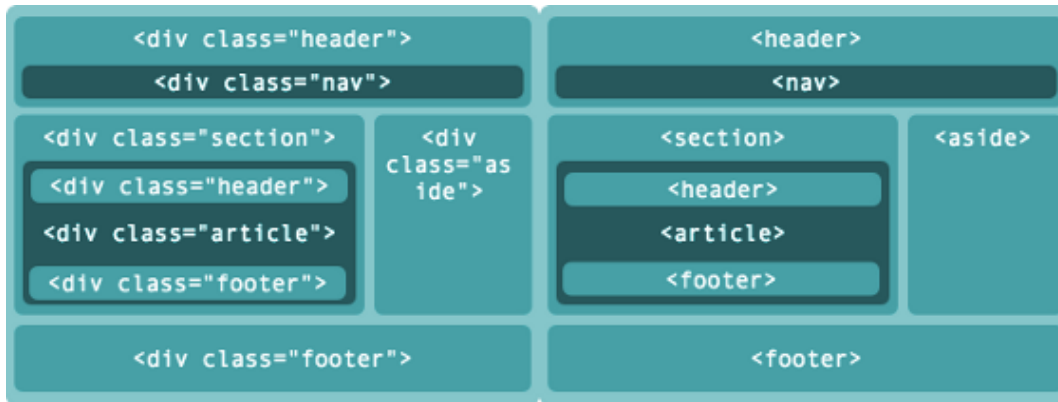 <div class="header">
<div class="nav">
<div class="section">
<div class="header">
<div class="article">
<div class="footer">
<div
class="as
ide">
<div class="footer">
<header>
<nav>
<section>
<header>
<article>
<footer>
<aside>
<footer>